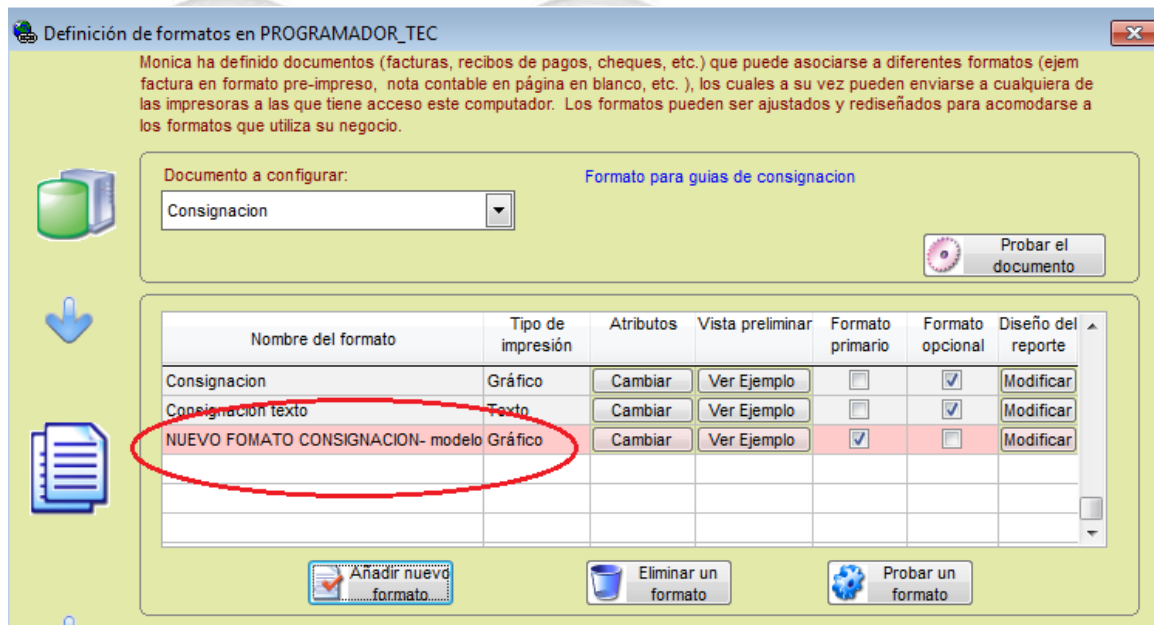 Definición de formatos en PROGRAMADOR_TEC
Monica ha definido documentos (facturas, recibos de pagos, cheques, etc.) que puede asociarse a diferentes formatos (ejem
factura en formato pre-impreso, nota contable en página en blanco, etc. ), los cuales a su vez pueden enviarse a cualquiera de
las impresoras a las que tiene acceso este computador. Los formatos pueden ser ajustados y rediseñados para acomodarse a
los formatos que utiliza su negocio.
Documento a configurar:
Formato para guias de consignacion
Consignacion
Probar el
documento
Nombre del formato
Tipo de
impresión
Atributos
Vista preliminar
Formato
primario
Formato
opcional
Diseño del
reporte
Consignacion Gráfico Cambiar Ver Ejemplo Modificar
Consignacion texto Texto Cambiar Ver Ejemplo Modificar
NUEVO FOMATO CONSIGNACION- modelo Gráfico Cambiar Ver Ejemplo Modificar
Añadir nuevo
formato
Eliminar un
formato
Probar un
formato